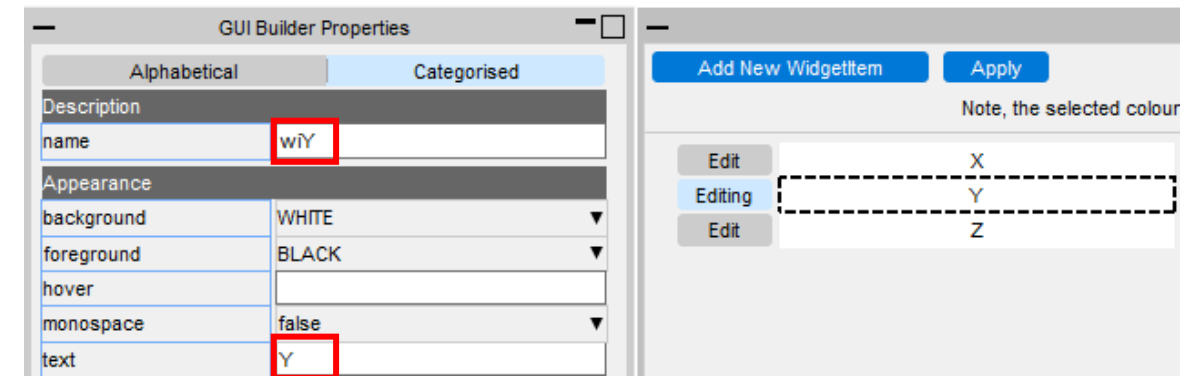 GUI Builder Properties
Alphabetical Categorised
Description
name wiY
Appearance
background WHITE
foreground BLACK
hover
monospace false
text Y
Add New WidgetItem Apply
Note, the selected colour
Edit X
Editing Y
Edit Z